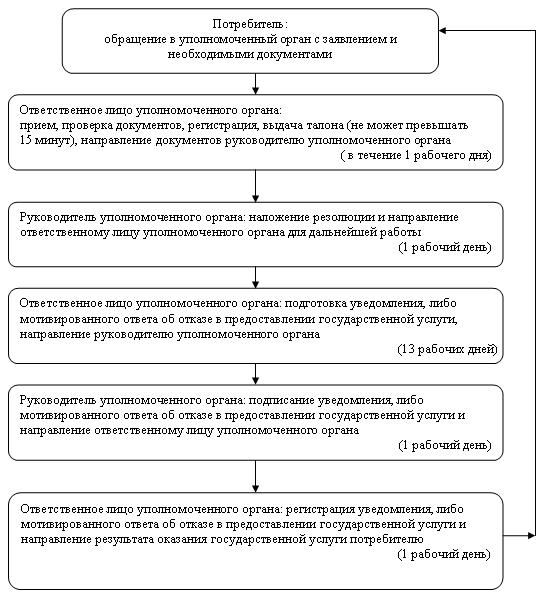 Потребитель:
обращение в уполномоченный орган с заявлением и
необходимыми документами
Ответственное лицо уполномоченного органа:
прием, проверка документов, регистрация, выдача талона (не может превышать
15 минут), направление документов руководителю уполномоченного органа
( в течение 1 рабочего дня)
Руководитель уполномоченного органа: наложение резолюции и направление
ответственному лицу уполномоченного органа для дальнейшей работы
(1 рабочий день)
Ответственное лицо уполномоченного органа: подготовка уведомления, либо
мотивированного ответа об отказе в предоставлении государственной услуги,
направление руководителю уполномоченного органа
(13 рабочих дней)
Руководитель уполномоченного органа: подписание уведомления, либо
мотивированного ответа об отказе в предоставлении государственной услуги и
направление ответственному лицу уполномоченного органа
(1 рабочий день)
Ответственное лицо уполномоченного органа: регистрация уведомления, либо
мотивированного ответа об отказе в предоставлении государственной услуги и
направление результата оказания государственной услуги потребителю
(1 рабочий день)